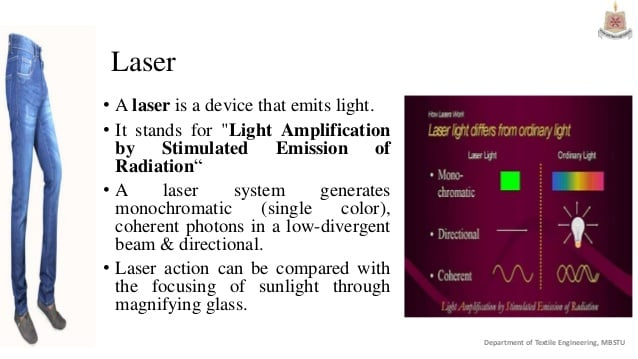 Laser
• A laser is a device that emits light.
• It stands for "Light Amplification
by Stimulated Emission of
Radiation“
• A laser system generates
monochromatic (single color),
coherent photons in a low-divergent
beam & directional.
• Laser action can be compared with
the focusing of sunlight through
magnifying glass.
How Lasers Work
Laser light differs from ordinary light
Laser Light
Ordinary Light
• Mono-
chromatic
• Directional
• Coherent
Light Amplification by Stimulated Emission of Radiation
Department of Textile Engineering, MBSTU